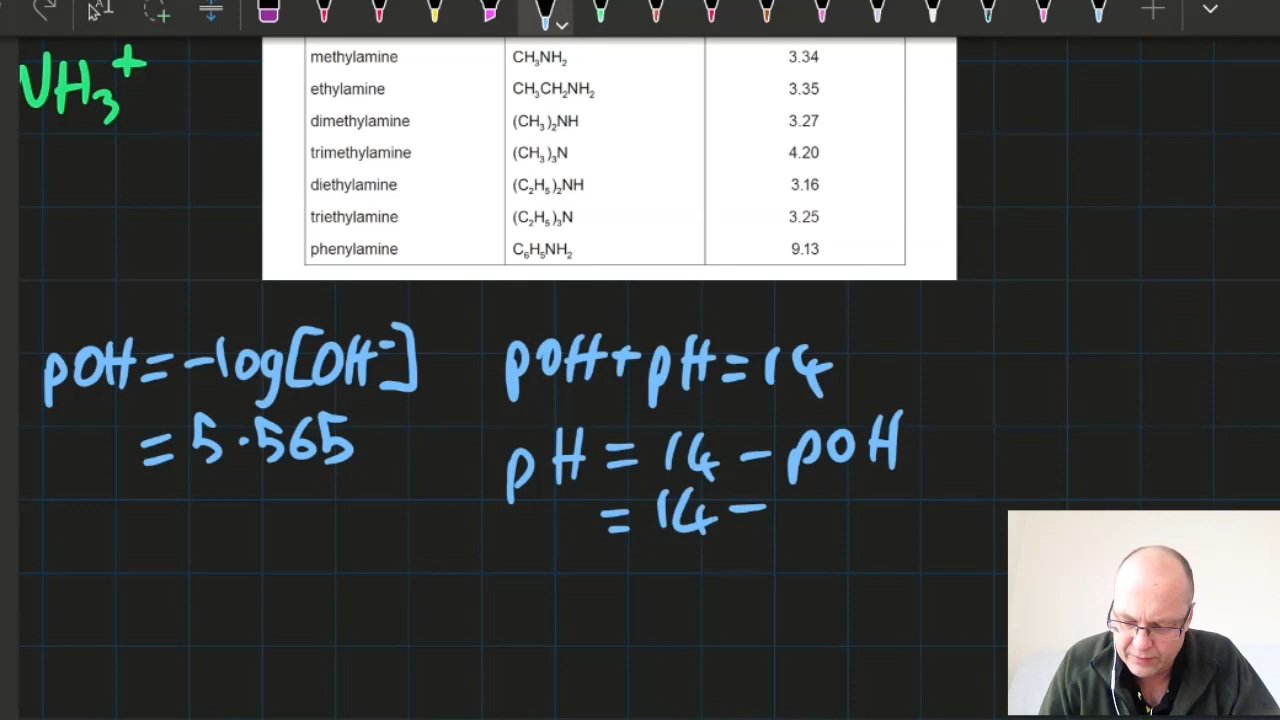 NH₃⁺
methylamine CH₃NH₂ 3.34
ethylamine CH₃CH₂NH₂ 3.35
dimethylamine (CH₃)₂NH 3.27
trimethylamine (CH₃)₃N 4.20
diethylamine (C₂H₅)₂NH 3.16
triethylamine (C₂H₅)₃N 3.25
phenylamine C₆H₅NH₂ 9.13
pOH = -log[OH⁻]
= 5.565
pOH + pH = 14
pH = 14 - pOH
= 14 -